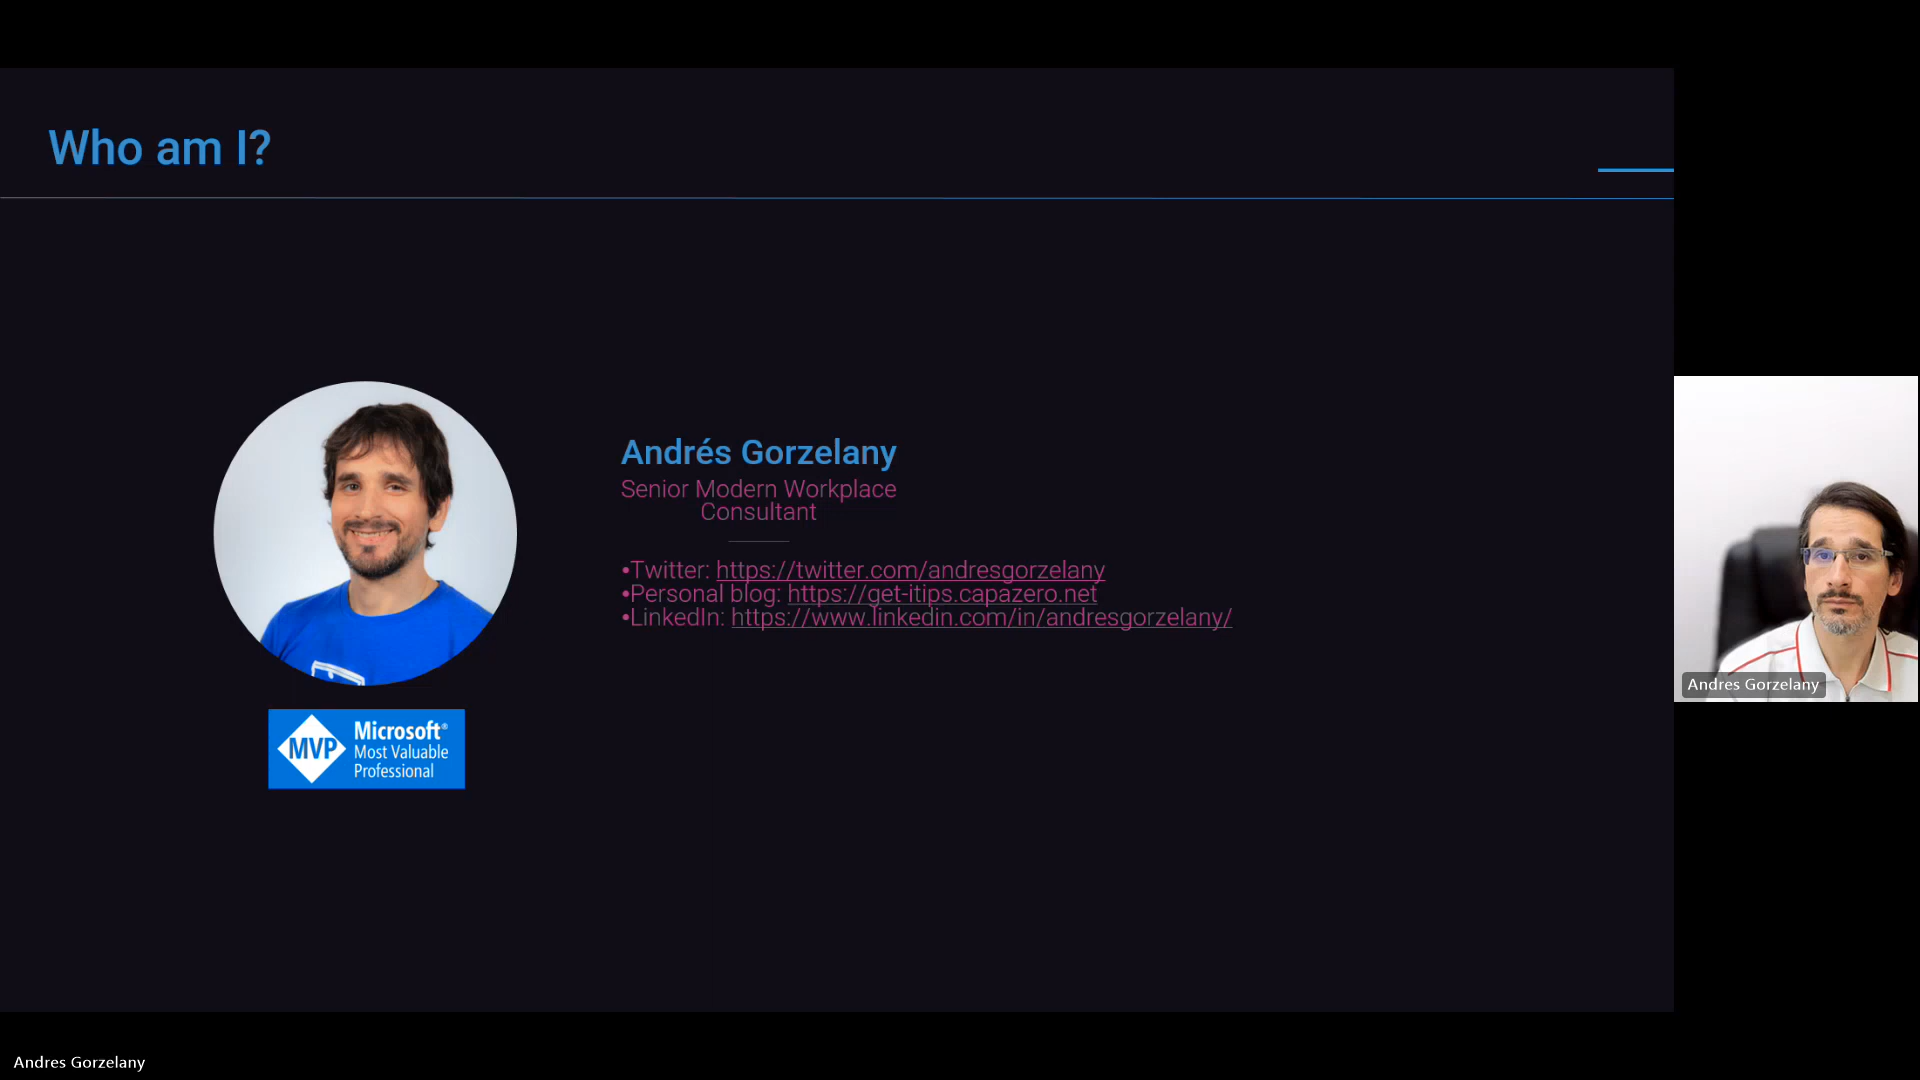 Who am I?
Andrés Gorzelany
Senior Modern Workplace
Consultant
•Twitter: https://twitter.com/andresgorzelany
•Personal blog: https://get-itips.capazero.net
•LinkedIn: https://www.linkedin.com/in/andresgorzelany/
MVP
Microsoft®
Most Valuable
Professional
Andres Gorzelany
Andres Gorzelany